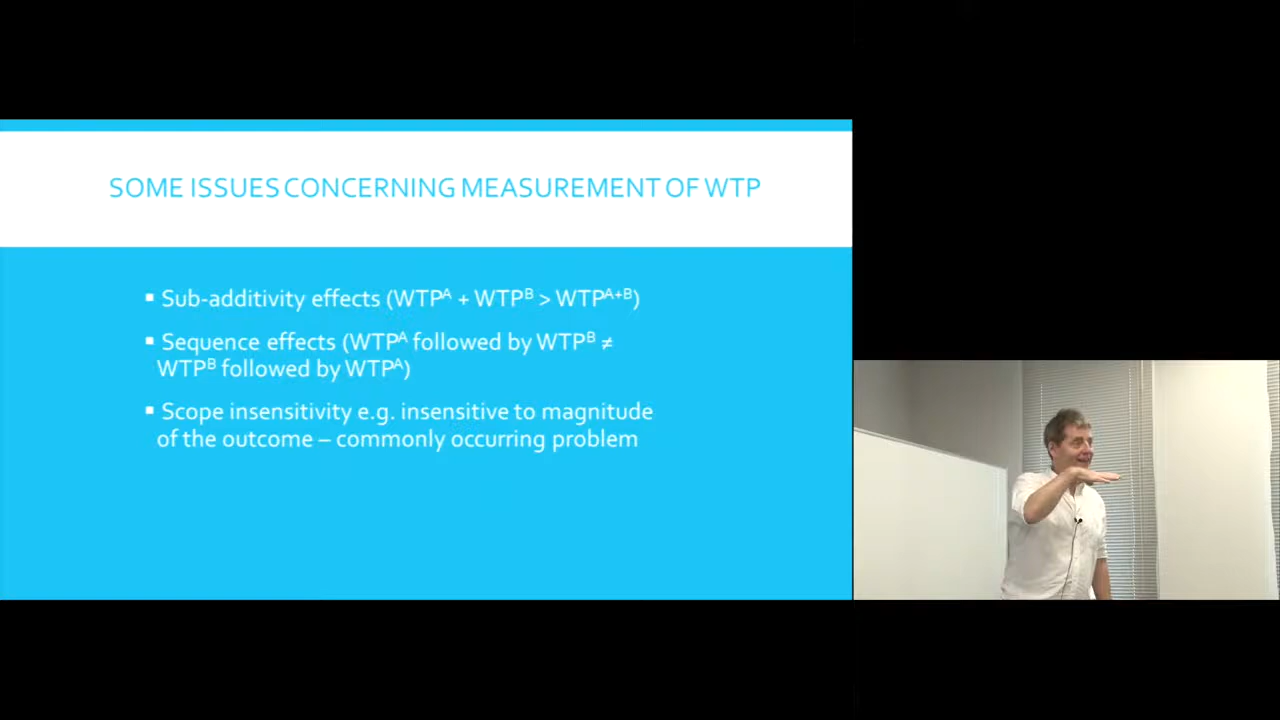 SOME ISSUES CONCERNING MEASUREMENT OF WTP
▪ Sub-additivity effects (WTPᴬ + WTPᴮ > WTPᴬ⁺ᴮ)
▪ Sequence effects (WTPᴬ followed by WTPᴮ ≠
WTPᴮ followed by WTPᴬ)
▪ Scope insensitivity e.g. insensitive to magnitude
of the outcome – commonly occurring problem